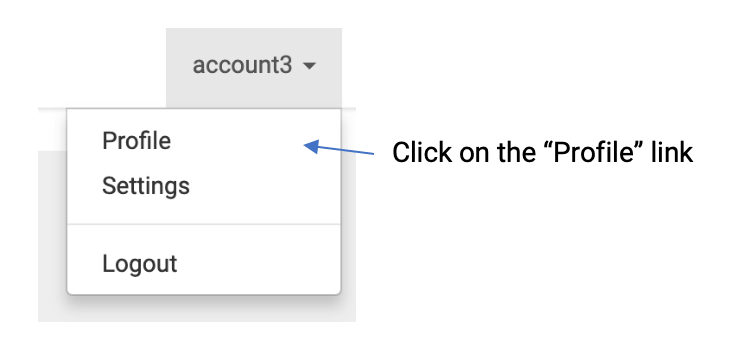 account3
Profile
Click on the “Profile” link
Settings
Logout